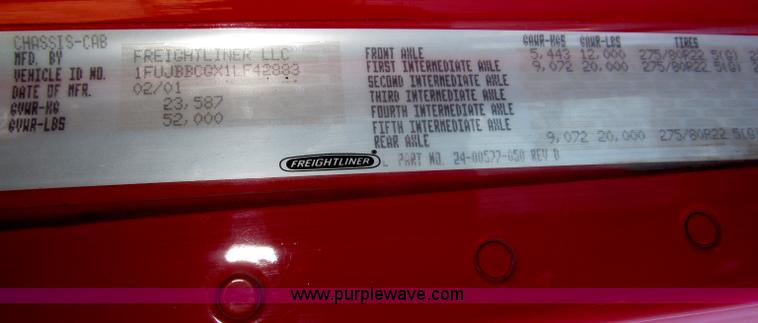 CHASSIS-CAB
MFD. BY FREIGHTLINER LLC
VEHICLE ID NO. 1FUJBBCGX1LF42883
DATE OF MFR. 02/01
GVWR-KG 23,587
GVWR-LBS 52,000
GAWR-KGS GAWR-LBS TIRES
FRONT AXLE 5,443 12,000 275/80R22.5(G)
FIRST INTERMEDIATE AXLE 9,072 20,000 275/80R22.5(G)
SECOND INTERMEDIATE AXLE
THIRD INTERMEDIATE AXLE
FOURTH INTERMEDIATE AXLE
FIFTH INTERMEDIATE AXLE
REAR AXLE 9,072 20,000 275/80R22.5(G)
FREIGHTLINER PART NO. 24-00577-050 REV D
www.purplewave.com